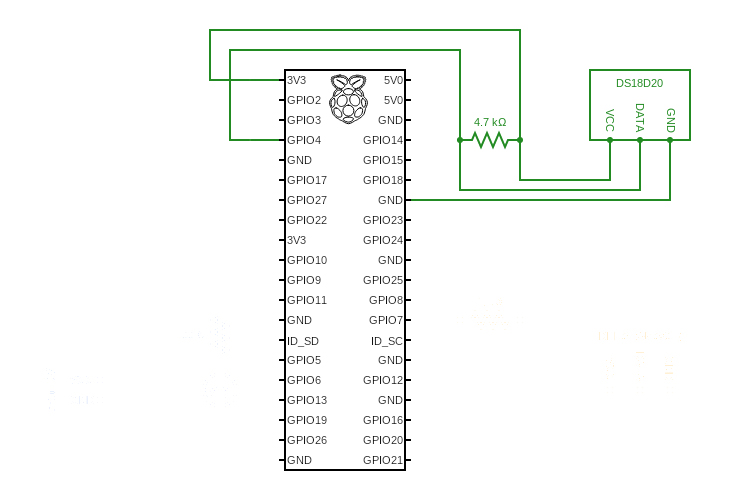 3V3 5V0
GPIO2 5V0
GPIO3 GND
GPIO4 GPIO14
GND GPIO15
GPIO17 GPIO18
GPIO27 GND
GPIO22 GPIO23
3V3 GPIO24
GPIO10 GND
GPIO9 GPIO25
GPIO11 GPIO8
GND GPIO7
ID_SD ID_SC
GPIO5 GND
GPIO6 GPIO12
GPIO13 GND
GPIO19 GPIO16
GPIO26 GPIO20
GND GPIO21
4.7 kΩ
DS18D20
VCC
DATA
GND